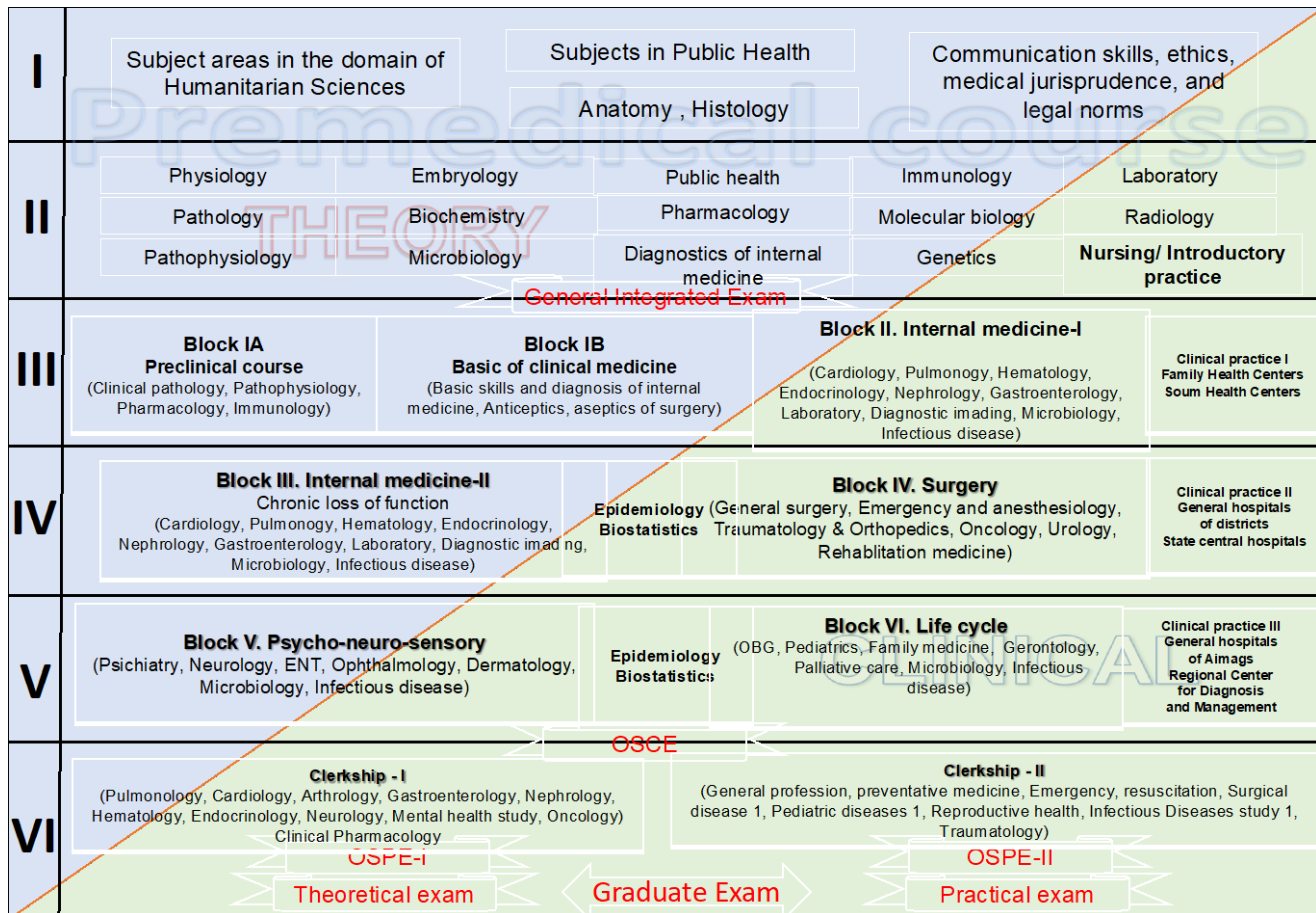 I
Subject areas in the domain of
Humanitarian Sciences
Subjects in Public Health
Anatomy , Histology
Communication skills, ethics,
medical jurisprudence, and
legal norms
Premedical course
II
Physiology
Embryology
Public health
Immunology
Laboratory
Pathology
Biochemistry
Pharmacology
Molecular biology
Radiology
THEORY
Pathophysiology
Microbiology
Diagnostics of internal
medicine
Genetics
Nursing/ Introductory
practice
General Integrated Exam
III
Block IA
Preclinical course
(Clinical pathology, Pathophysiology,
Pharmacology, Immunology)
Block IB
Basic of clinical medicine
(Basic skills and diagnosis of internal
medicine, Anticeptics, aseptics of surgery)
Block II. Internal medicine-I
(Cardiology, Pulmonogy, Hematology,
Endocrinology, Nephrology, Gastroenterology,
Laboratory, Diagnostic imading, Microbiology,
Infectious disease)
Clinical practice I
Family Health Centers
Soum Health Centers
IV
Block III. Internal medicine-II
Chronic loss of function
(Cardiology, Pulmonogy, Hematology, Endocrinology,
Nephrology, Gastroenterology, Laboratory, Diagnostic imading,
Microbiology, Infectious disease)
Epidemiology
Biostatistics
Block IV. Surgery
(General surgery, Emergency and anesthesiology,
Traumatology & Orthopedics, Oncology, Urology,
Rehablitation medicine)
Clinical practice II
General hospitals
of districts
State central hospitals
V
Block V. Psycho-neuro-sensory
(Psichiatry, Neurology, ENT, Ophthalmology, Dermatology,
Microbiology, Infectious disease)
Epidemiology
Biostatistics
Block VI. Life cycle
(OBG, Pediatrics, Family medicine, Gerontology,
Palliative care, Microbiology, Infectious
disease)
CLINICAL
Clinical practice III
General hospitals
of Aimags
Regional Center
for Diagnosis
and Management
OSCE
VI
Clerkship - I
(Pulmonology, Cardiology, Arthrology, Gastroenterology, Nephrology,
Hematology, Endocrinology, Neurology, Mental health study, Oncology)
Clinical Pharmacology
Clerkship - II
(General profession, preventative medicine, Emergency, resuscitation, Surgical
disease 1, Pediatric diseases 1, Reproductive health, Infectious Diseases study 1,
Traumatology)
OSPE-I
OSPE-II
Theoretical exam
Graduate Exam
Practical exam